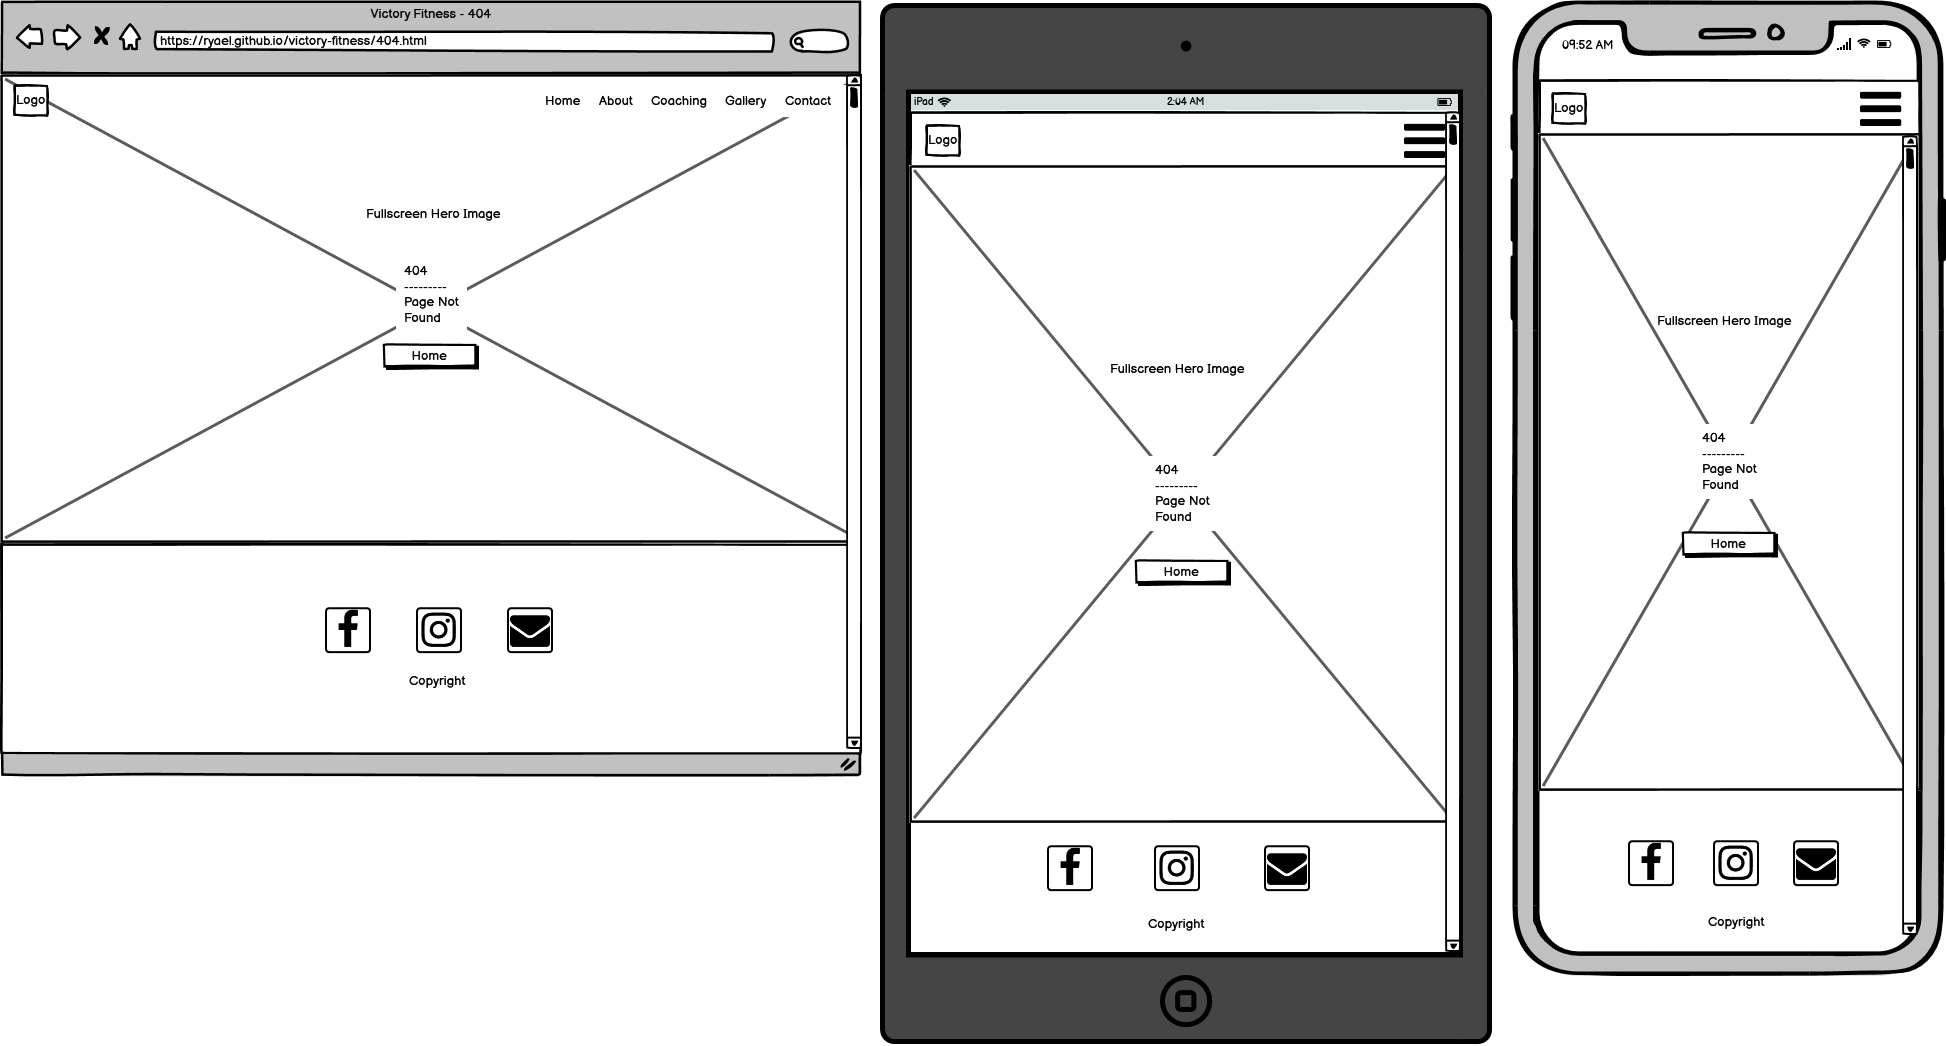 Victory Fitness - 404
https://ryael.github.io/victory-fitness/404.html
Logo
Home About Coaching Gallery Contact
Fullscreen Hero Image
404
---------
Page Not
Found
Home
Copyright
iPad
2:04 AM
Logo
Fullscreen Hero Image
404
---------
Page Not
Found
Home
Copyright
09:52 AM
Logo
Fullscreen Hero Image
404
---------
Page Not
Found
Home
Copyright